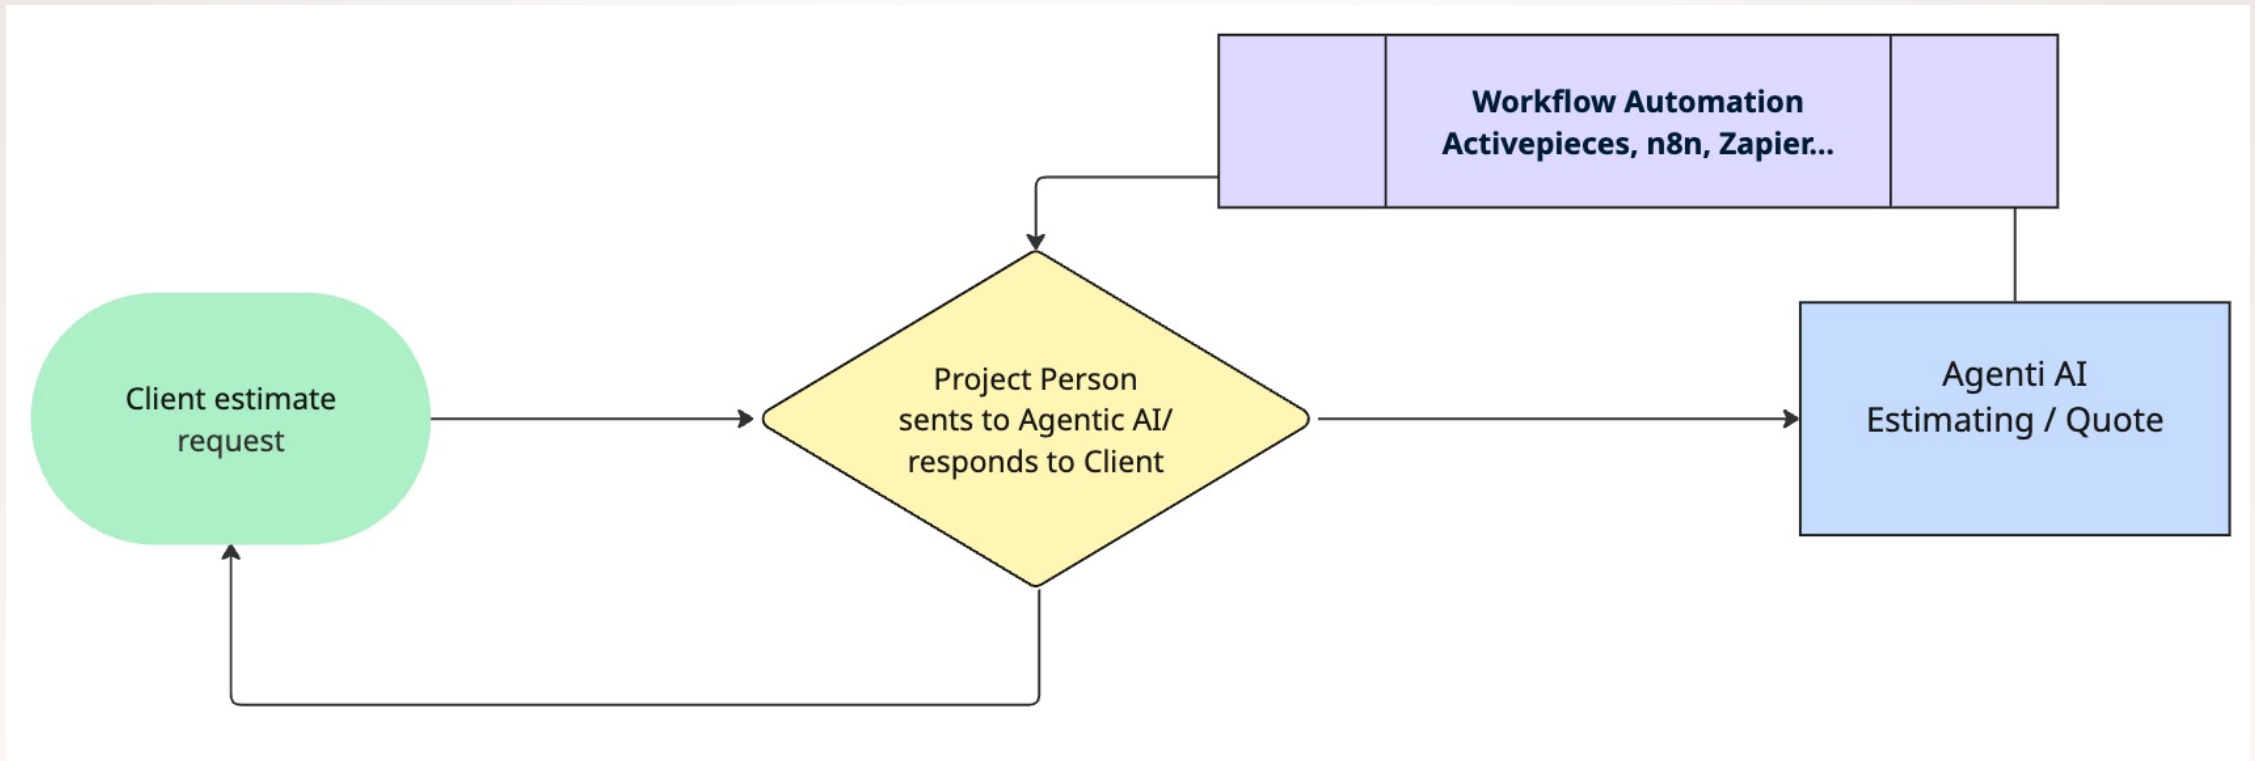 Workflow Automation
Activepieces, n8n, Zapier...
Client estimate
request
Project Person
sents to Agentic AI/
responds to Client
Agenti AI
Estimating / Quote